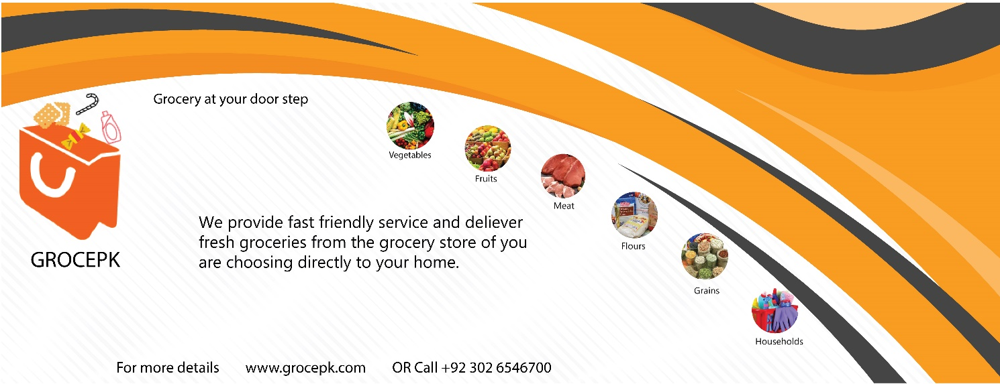 Grocery at your door step
Vegetables
Fruits
Meat
Flours
Grains
Households
GROCEPK
We provide fast friendly service and deliever
fresh groceries from the grocery store of you
are choosing directly to your home.
For more details www.grocepk.com OR Call +92 302 6546700